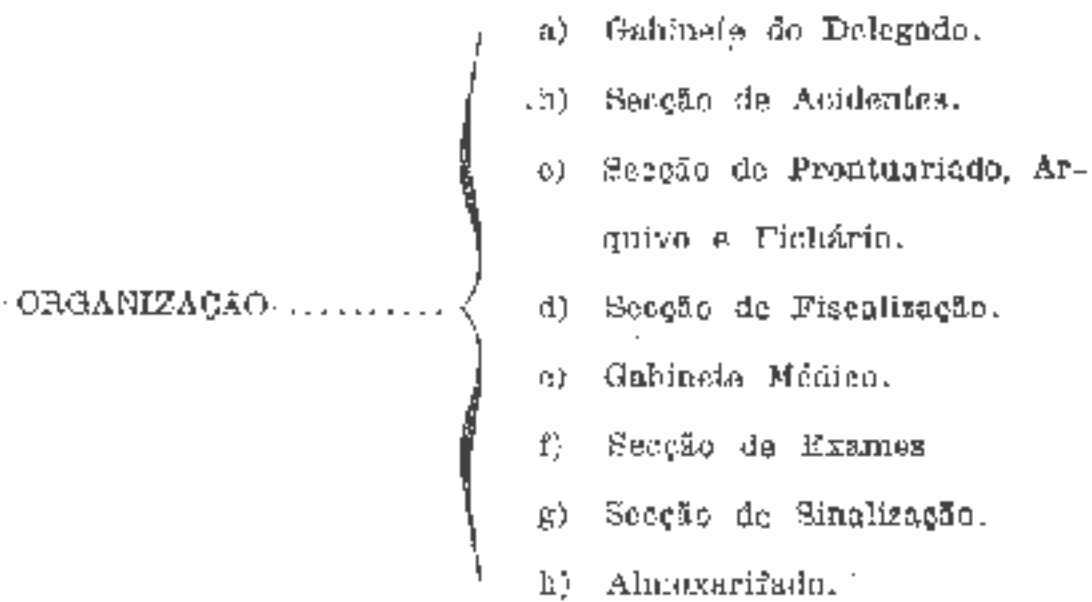 a) Gabinete do Delegado.
b) Secção de Acidentes.
c) Secção de Prontuariado, Ar-
quivo e Fichário.
ORGANIZAÇÃO ..........
d) Secção de Fiscalização.
e) Gabinete Médico.
f) Secção de Exames
g) Secção de Sinalização.
h) Almoxarifado.